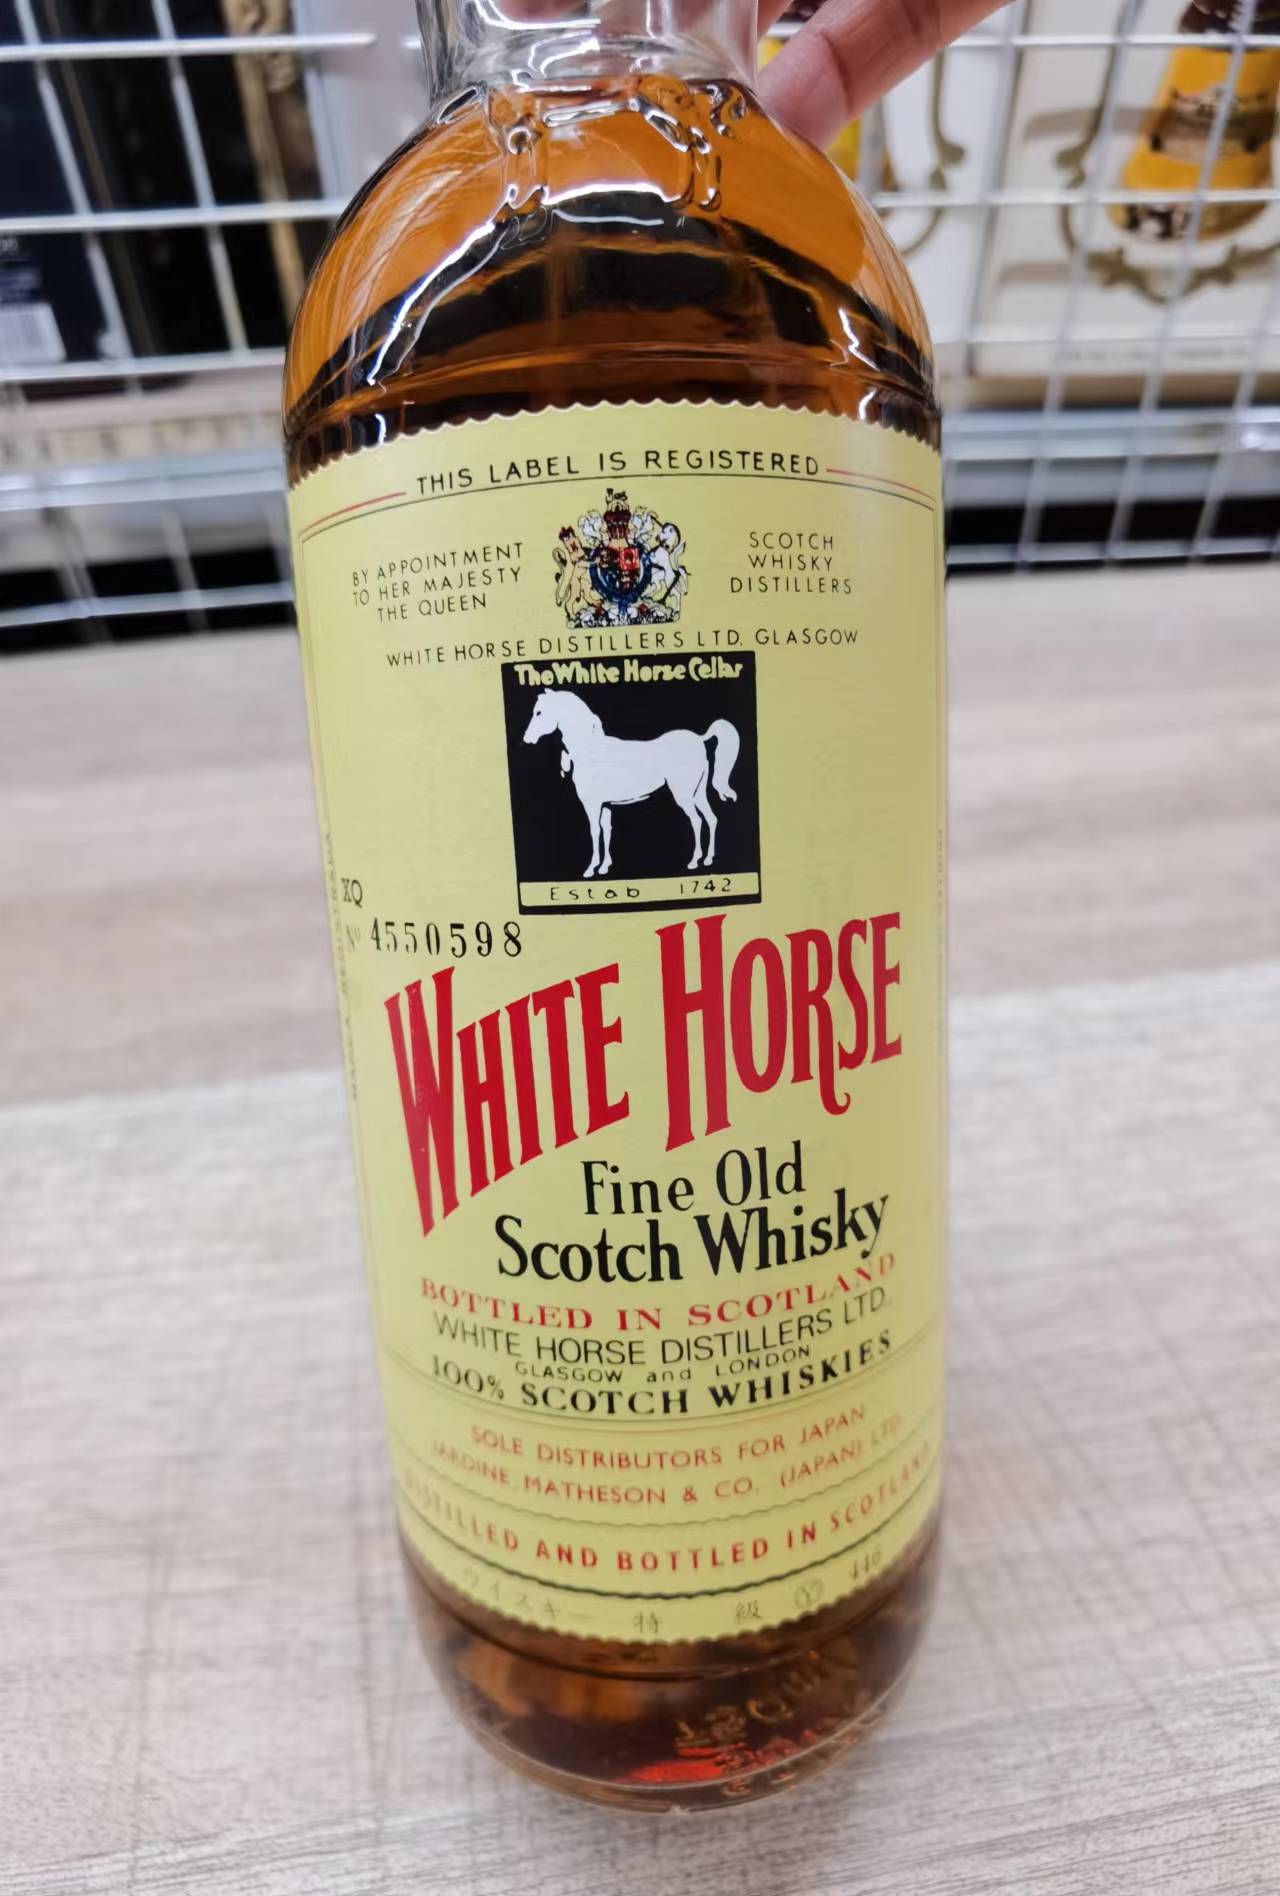 THIS LABEL IS REGISTERED
BY APPOINTMENT
TO HER MAJESTY
THE QUEEN
SCOTCH
WHISKY
DISTILLERS
WHITE HORSE DISTILLERS LTD. GLASGOW
The White Horse Cellar
Estab 1742
XQ
Nº 4550598
WHITE HORSE
Fine Old
Scotch Whisky
BOTTLED IN SCOTLAND
WHITE HORSE DISTILLERS LTD.
GLASGOW and LONDON
100% SCOTCH WHISKIES
SOLE DISTRIBUTORS FOR JAPAN
JARDINE, MATHESON & CO. (JAPAN) LTD.
DISTILLED AND BOTTLED IN SCOTLAND
ウイスキー 特 級 Ⓨ 446
MARCA REGISTRADA